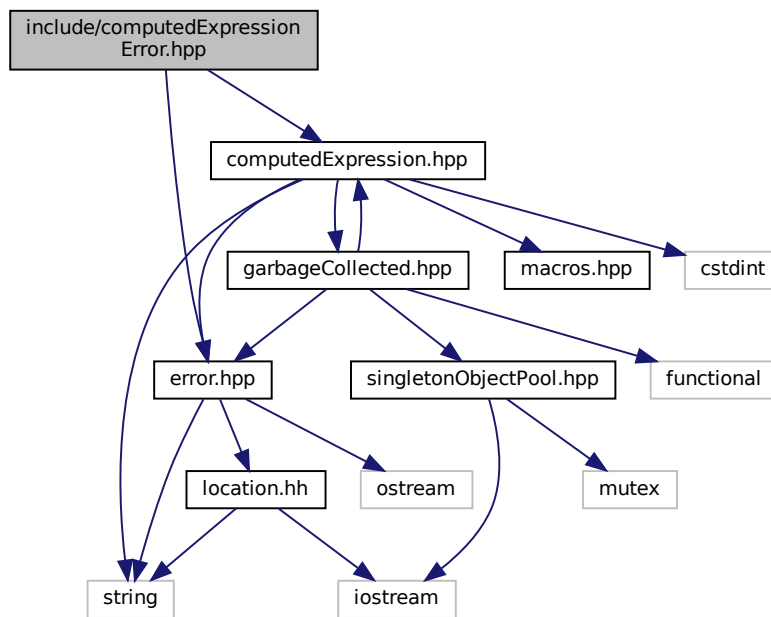 include/computedExpression
Error.hpp
computedExpression.hpp
garbageCollected.hpp
macros.hpp
cstdint
error.hpp
singletonObjectPool.hpp
functional
location.hh
ostream
mutex
string
iostream